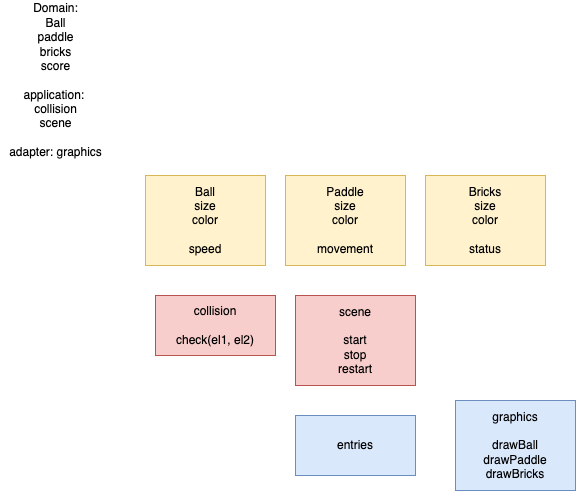 Domain:
Ball
paddle
bricks
score
application:
collision
scene
adapter: graphics
Ball
size
color
speed
Paddle
size
color
movement
Bricks
size
color
status
collision
check(el1, el2)
scene
start
stop
restart
entries
graphics
drawBall
drawPaddle
drawBricks